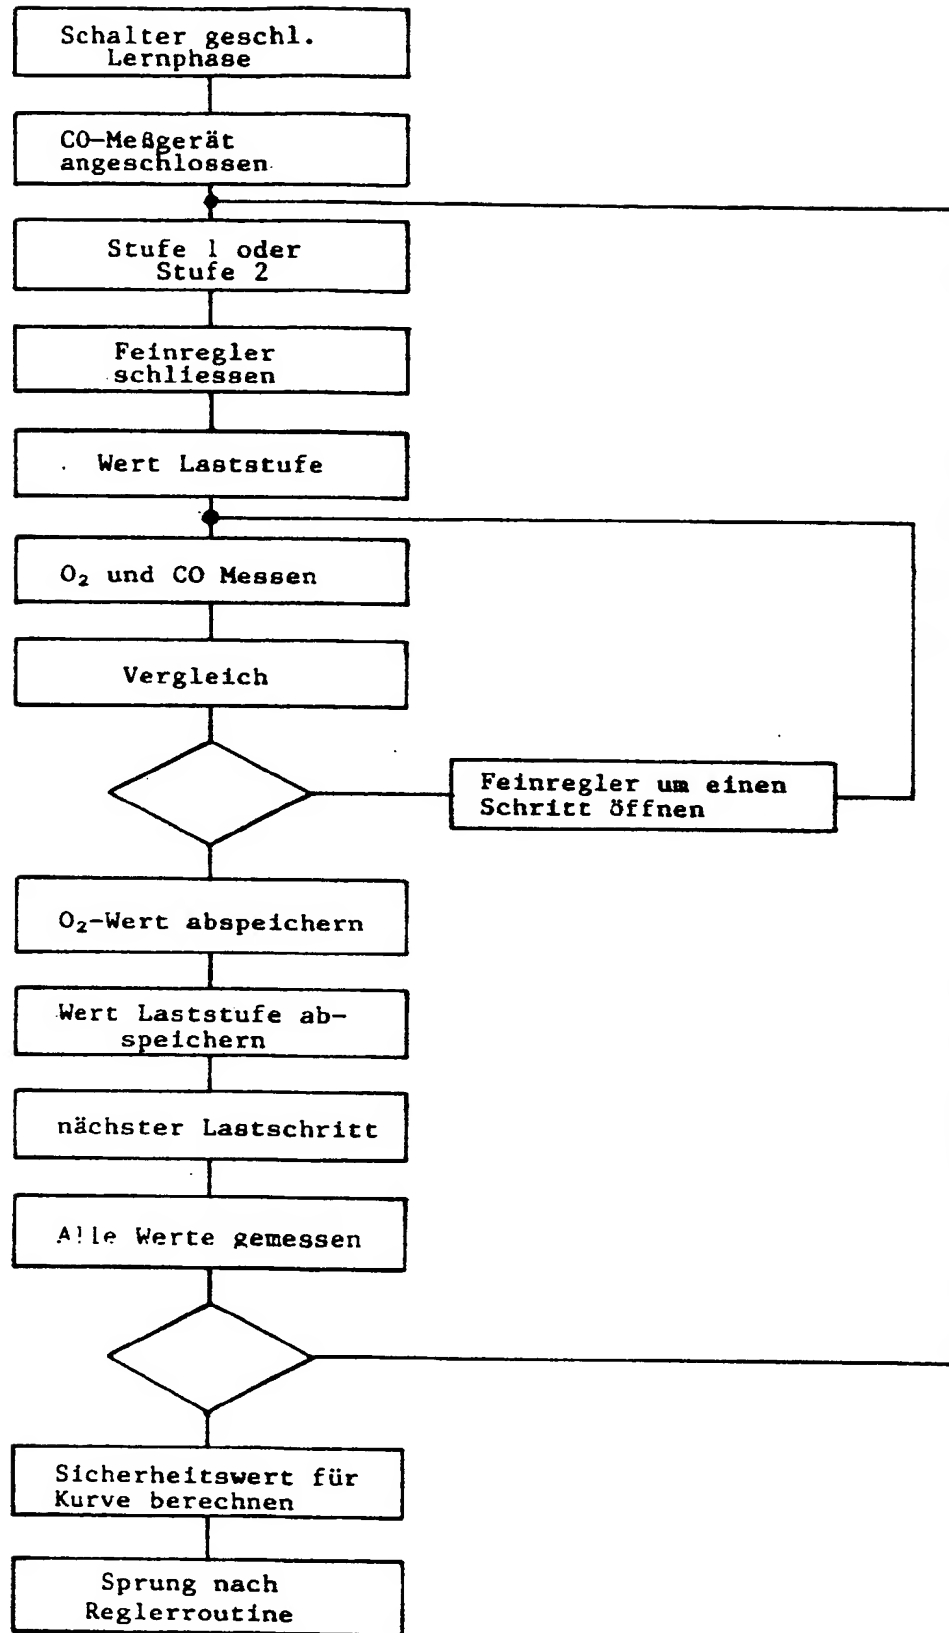 Schalter geschl.
Lernphase
CO-Meßgerät
angeschlossen
Stufe 1 oder
Stufe 2
Feinregler
schliessen
Wert Laststufe
O₂ und CO Messen
Vergleich
Feinregler um einen
Schritt öffnen
O₂-Wert abspeichern
Wert Laststufe ab-
speichern
nächster Lastschritt
Alle Werte gemessen
Sicherheitswert für
Kurve berechnen
Sprung nach
Reglerroutine